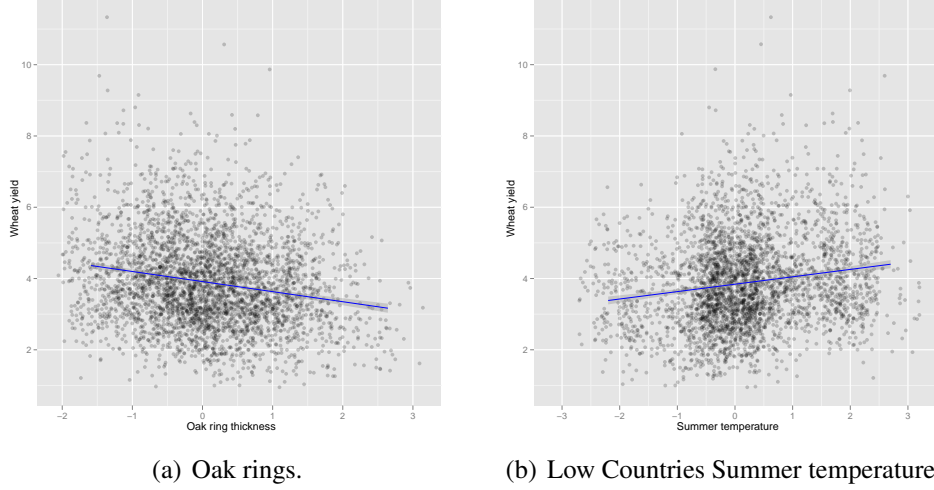 10
8
6
4
2
Wheat yield
−2 −1 0 1 2 3
Oak ring thickness
(a) Oak rings.
10
8
6
4
2
Wheat yield
−3 −2 −1 0 1 2 3
Summer temperature
(b) Low Countries Summer temperature